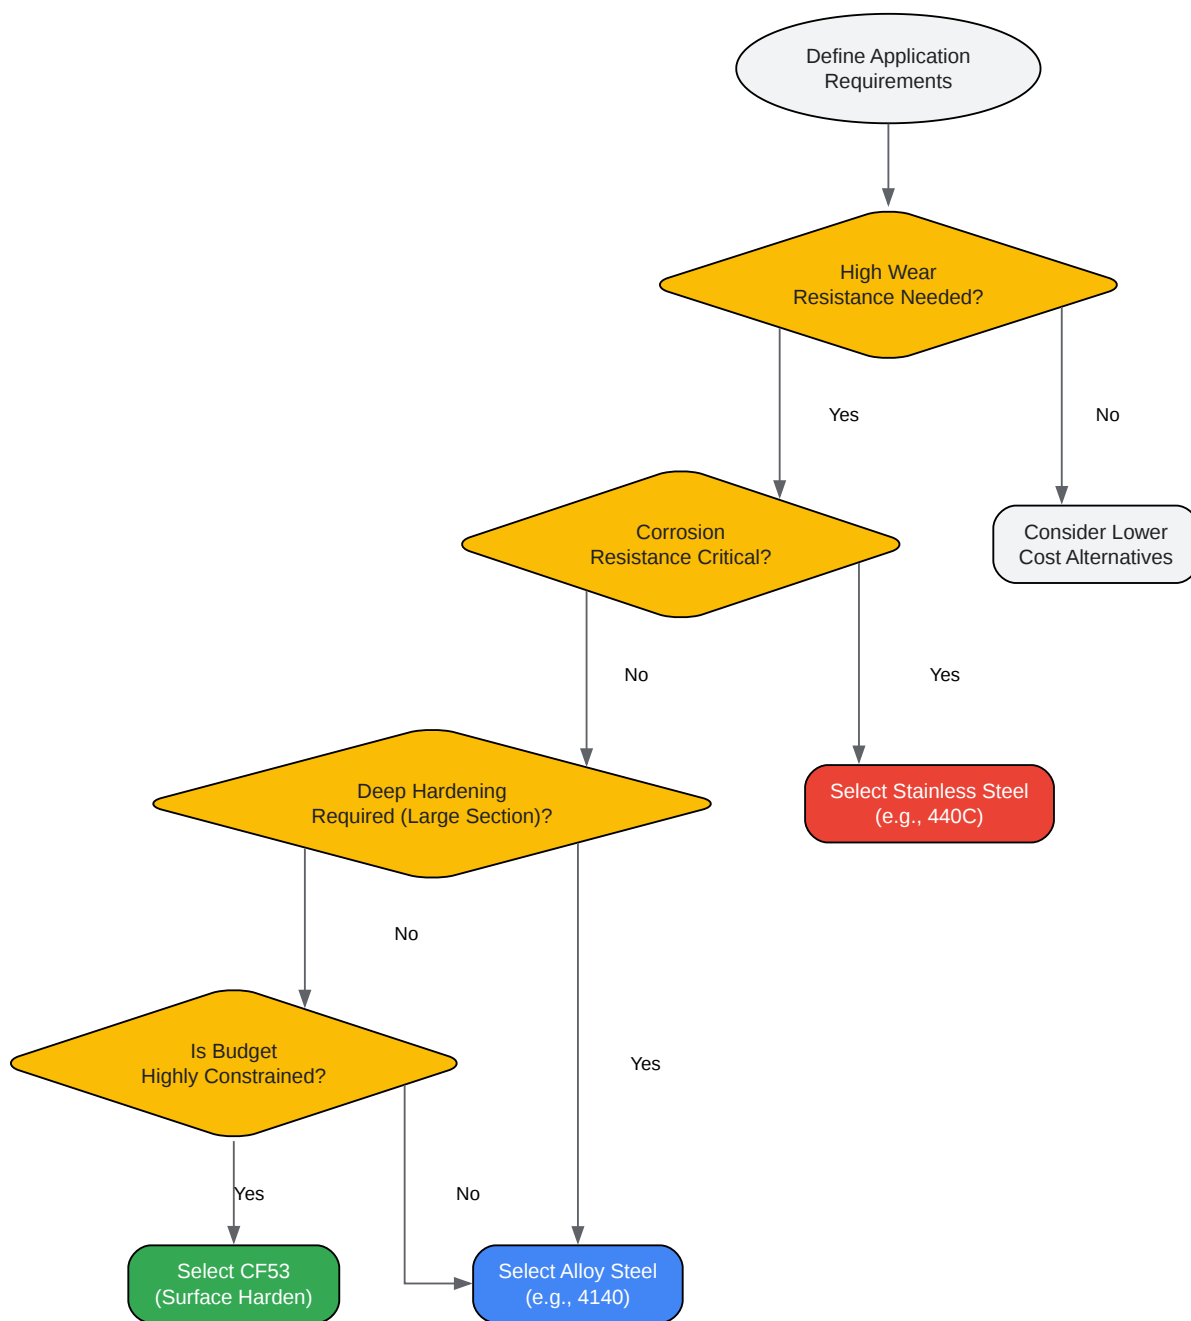 Define Application
Requirements
High Wear
Resistance Needed?
Yes
No
Corrosion
Resistance Critical?
Consider Lower
Cost Alternatives
No
Yes
Deep Hardening
Required (Large Section)?
Select Stainless Steel
(e.g., 440C)
No
Is Budget
Highly Constrained?
Yes
Yes
No
Select CF53
(Surface Harden)
Select Alloy Steel
(e.g., 4140)